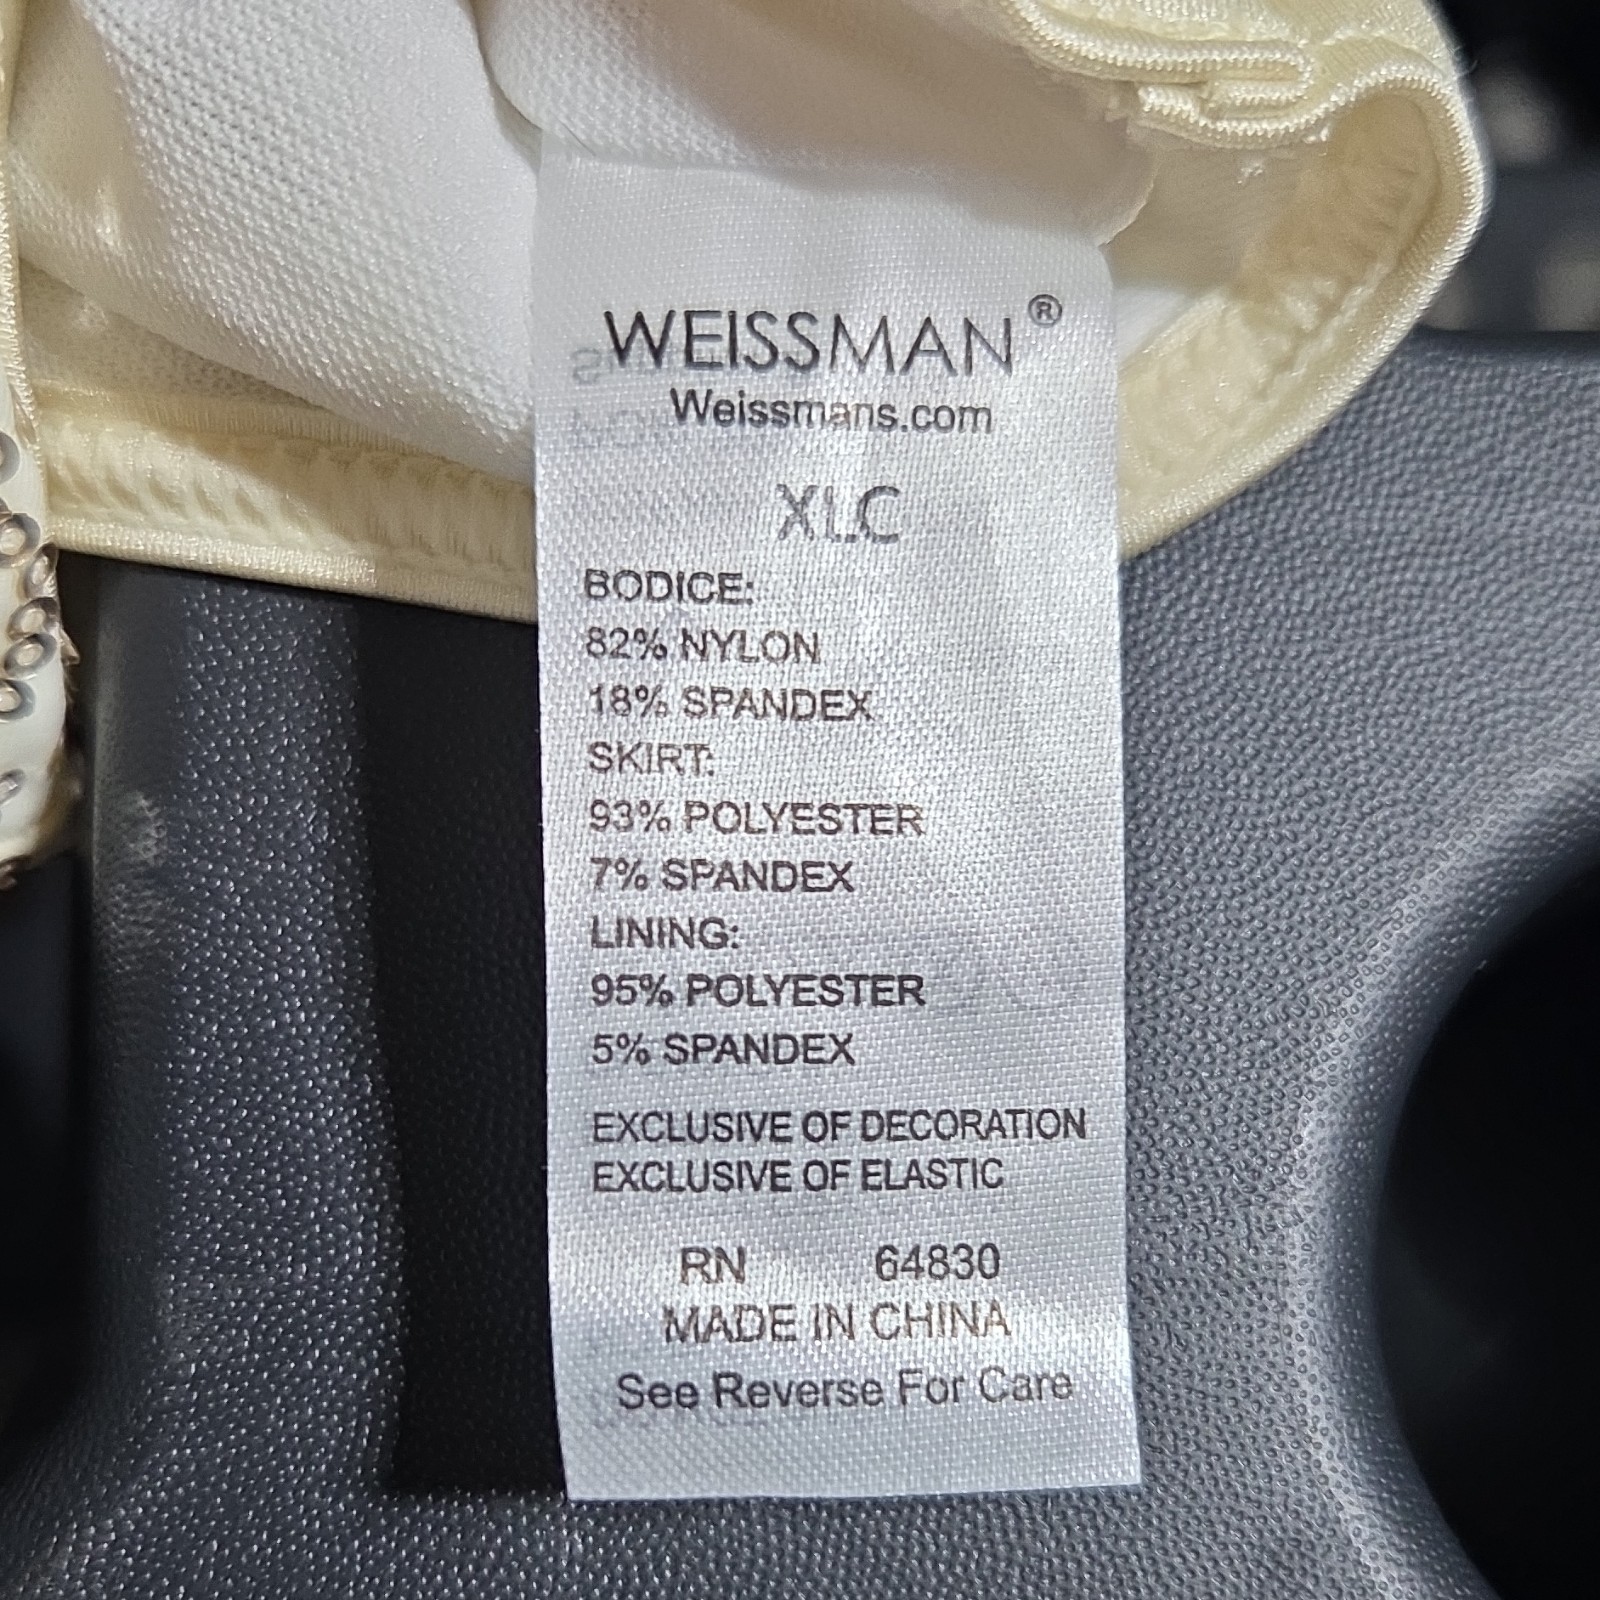 WEISSMAN®
Weissmans.com
XLC
BODICE:
82% NYLON
18% SPANDEX
SKIRT:
93% POLYESTER
7% SPANDEX
LINING:
95% POLYESTER
5% SPANDEX
EXCLUSIVE OF DECORATION
EXCLUSIVE OF ELASTIC
RN 64830
MADE IN CHINA
See Reverse For Care